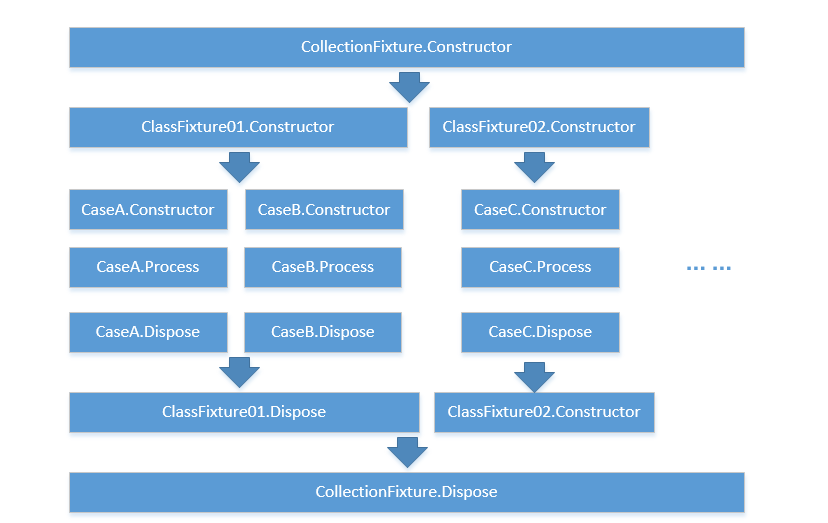 CollectionFixture.Constructor
ClassFixture01.Constructor
ClassFixture02.Constructor
CaseA.Constructor
CaseB.Constructor
CaseC.Constructor
CaseA.Process
CaseB.Process
CaseC.Process
... ...
CaseA.Dispose
CaseB.Dispose
CaseC.Dispose
ClassFixture01.Dispose
ClassFixture02.Constructor
CollectionFixture.Dispose